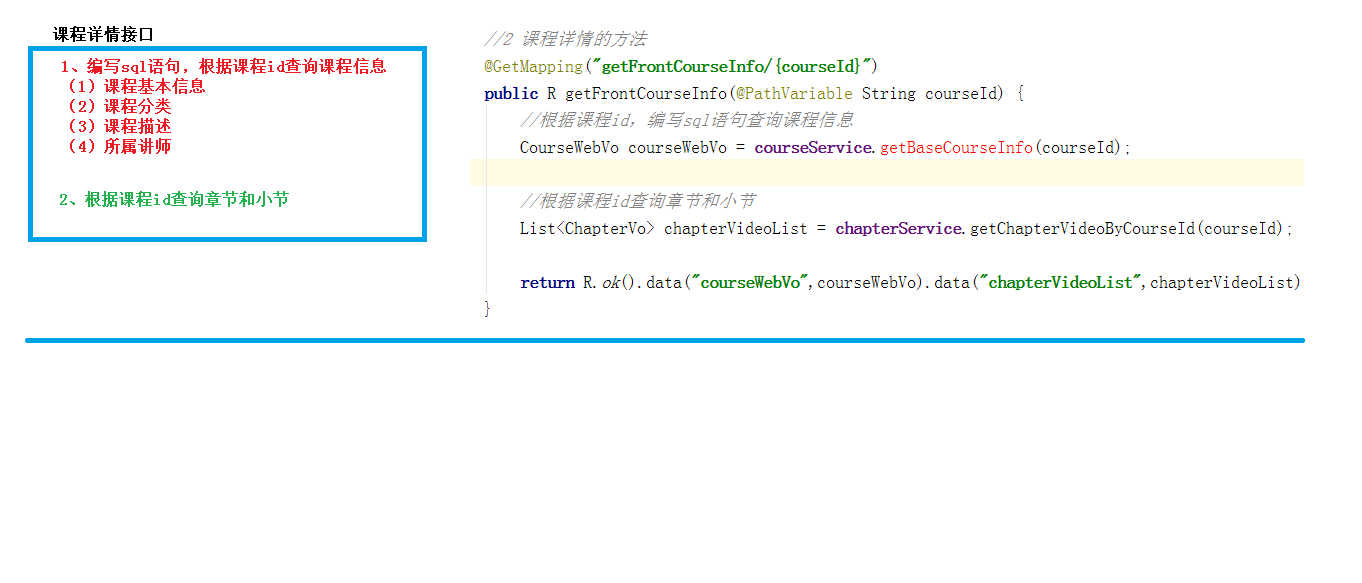 课程详情接口
1、编写sql语句，根据课程id查询课程信息
（1）课程基本信息
（2）课程分类
（3）课程描述
（4）所属讲师
2、根据课程id查询章节和小节
//2 课程详情的方法
@GetMapping("getFrontCourseInfo/{courseId}")
public R getFrontCourseInfo(@PathVariable String courseId) {
//根据课程id，编写sql语句查询课程信息
CourseWebVo courseWebVo = courseService.getBaseCourseInfo(courseId);
//根据课程id查询章节和小节
List<ChapterVo> chapterVideoList = chapterService.getChapterVideoByCourseId(courseId);
return R.ok().data("courseWebVo",courseWebVo).data("chapterVideoList",chapterVideoList)
}